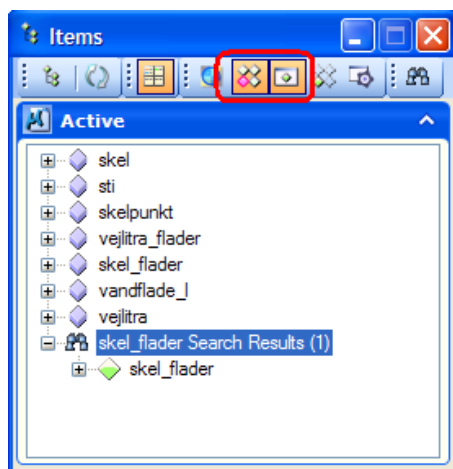 Items
Active
skel
sti
skelpunkt
vejlitra_flader
skel_flader
vandflade_l
vejlitra
skel_flader Search Results (1)
skel_flader